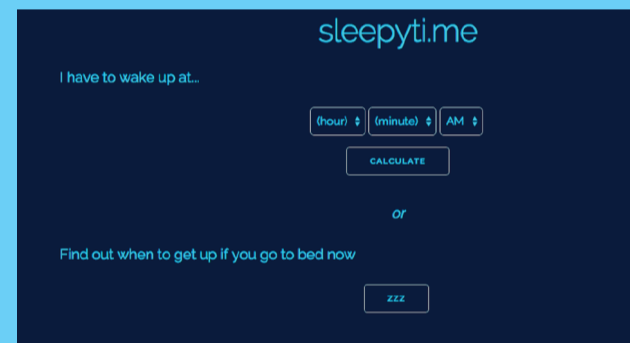 sleepyti.me
I have to wake up at...
(hour) (minute) AM
CALCULATE
or
Find out when to get up if you go to bed now
zzz